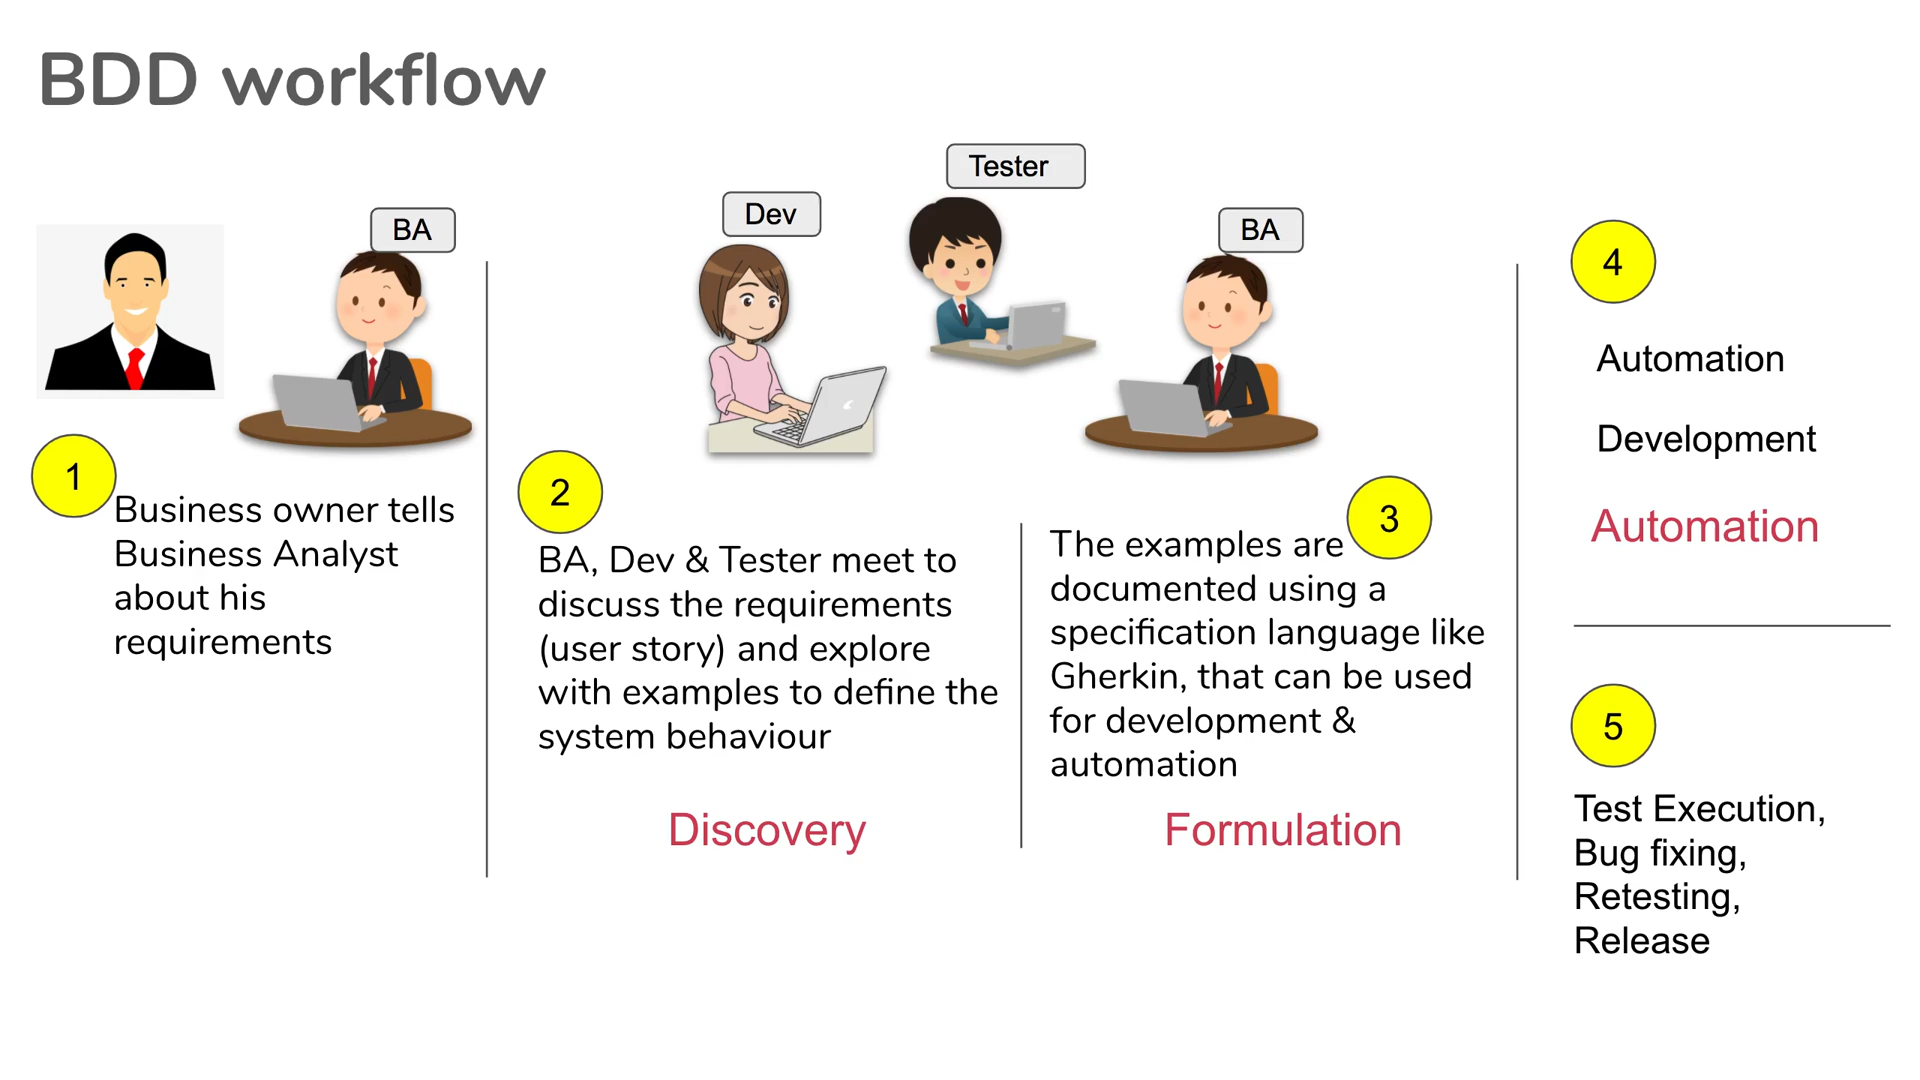 BDD workflow
BA
Dev
Tester
BA
1
Business owner tells
Business Analyst
about his
requirements
2
BA, Dev & Tester meet to
discuss the requirements
(user story) and explore
with examples to define the
system behaviour
Discovery
3
The examples are
documented using a
specification language like
Gherkin, that can be used
for development &
automation
Formulation
4
Automation
Development
Automation
5
Test Execution,
Bug fixing,
Retesting,
Release